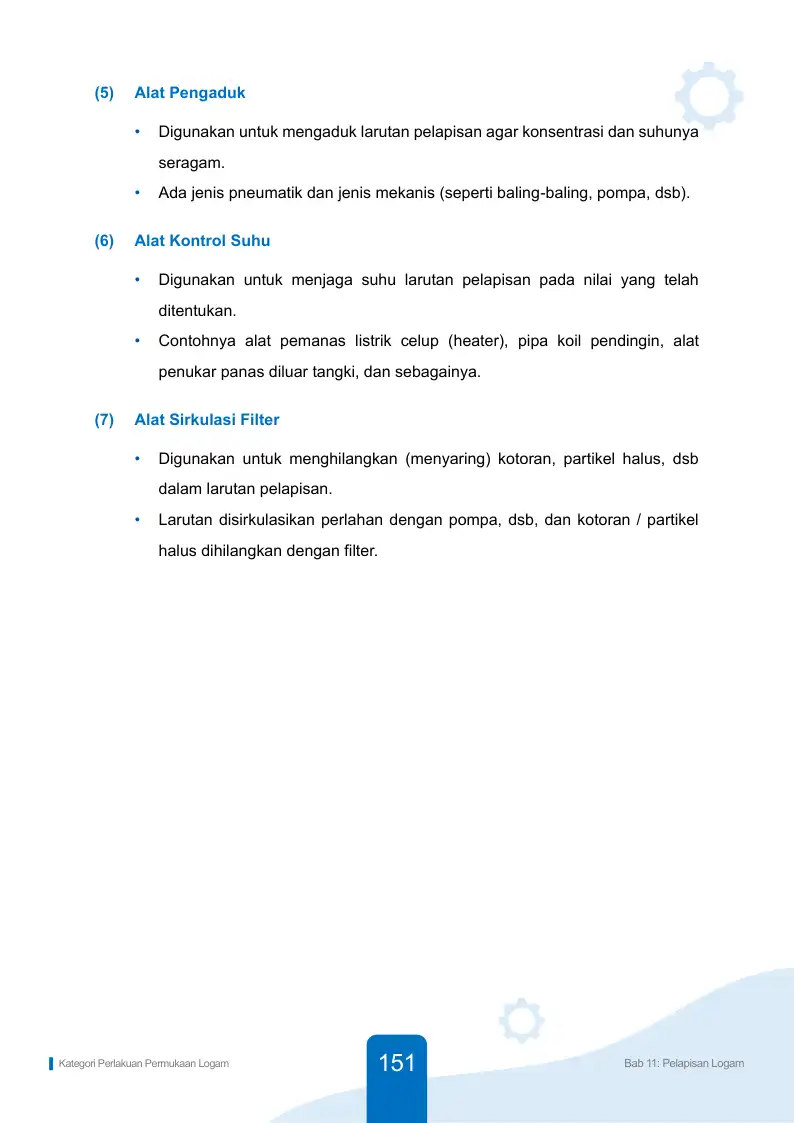 (5) Alat Pengaduk
• Digunakan untuk mengaduk larutan pelapisan agar konsentrasi dan suhunya
seragam.
• Ada jenis pneumatik dan jenis mekanis (seperti baling-baling, pompa, dsb).
(6) Alat Kontrol Suhu
• Digunakan untuk menjaga suhu larutan pelapisan pada nilai yang telah
ditentukan.
• Contohnya alat pemanas listrik celup (heater), pipa koil pendingin, alat
penukar panas diluar tangki, dan sebagainya.
(7) Alat Sirkulasi Filter
• Digunakan untuk menghilangkan (menyaring) kotoran, partikel halus, dsb
dalam larutan pelapisan.
• Larutan disirkulasikan perlahan dengan pompa, dsb, dan kotoran / partikel
halus dihilangkan dengan filter.
Kategori Perlakuan Permukaan Logam
151
Bab 11: Pelapisan Logam